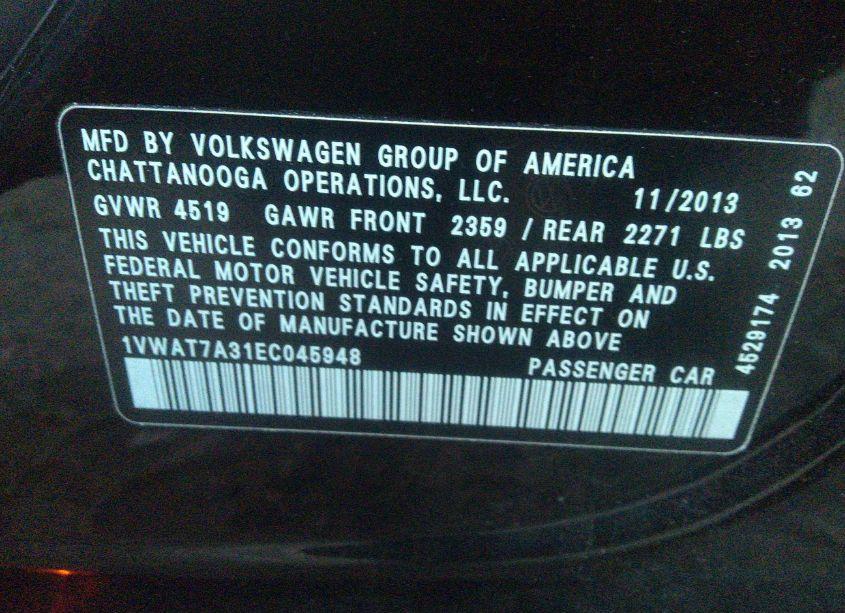 MFD BY VOLKSWAGEN GROUP OF AMERICA
CHATTANOOGA OPERATIONS, LLC. 11/2013
GVWR 4519 GAWR FRONT 2359 / REAR 2271 LBS
THIS VEHICLE CONFORMS TO ALL APPLICABLE U.S.
FEDERAL MOTOR VEHICLE SAFETY, BUMPER AND
THEFT PREVENTION STANDARDS IN EFFECT ON
THE DATE OF MANUFACTURE SHOWN ABOVE
1VWAT7A31EC045948 PASSENGER CAR
4529174 2013 62